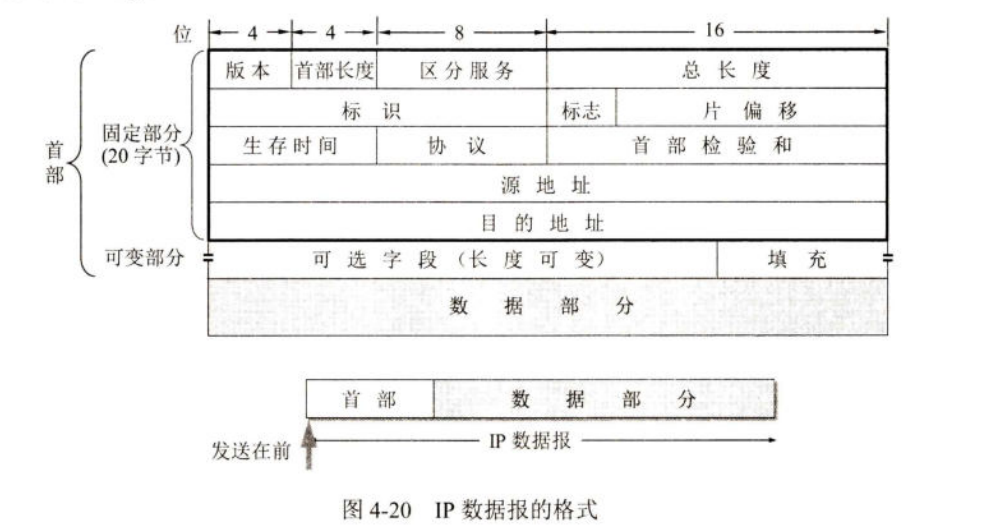 位 4 4 8 16
版本 首部长度 区分服务 总长度
标识 标志 片偏移
首部 固定部分 (20 字节)
生存时间 协议 首部检验和
源地址
目的地址
可变部分 可选字段（长度可变） 填充
数据部分
首部 数据部分
发送在前 IP 数据报
图 4-20 IP 数据报的格式